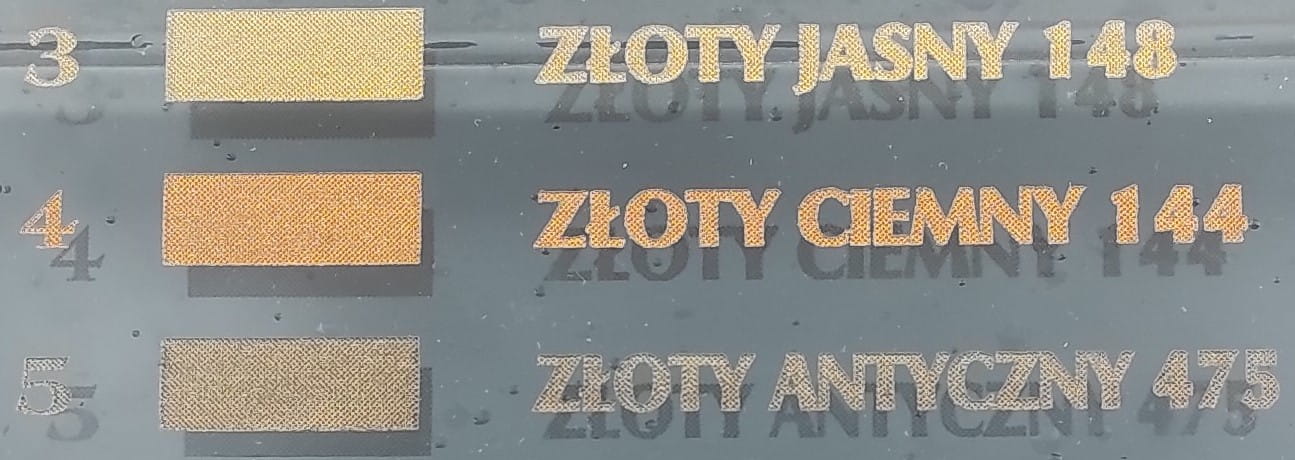 3 ZŁOTY JASNY 148
4 ZŁOTY CIEMNY 144
5 ZŁOTY ANTYCZNY 475